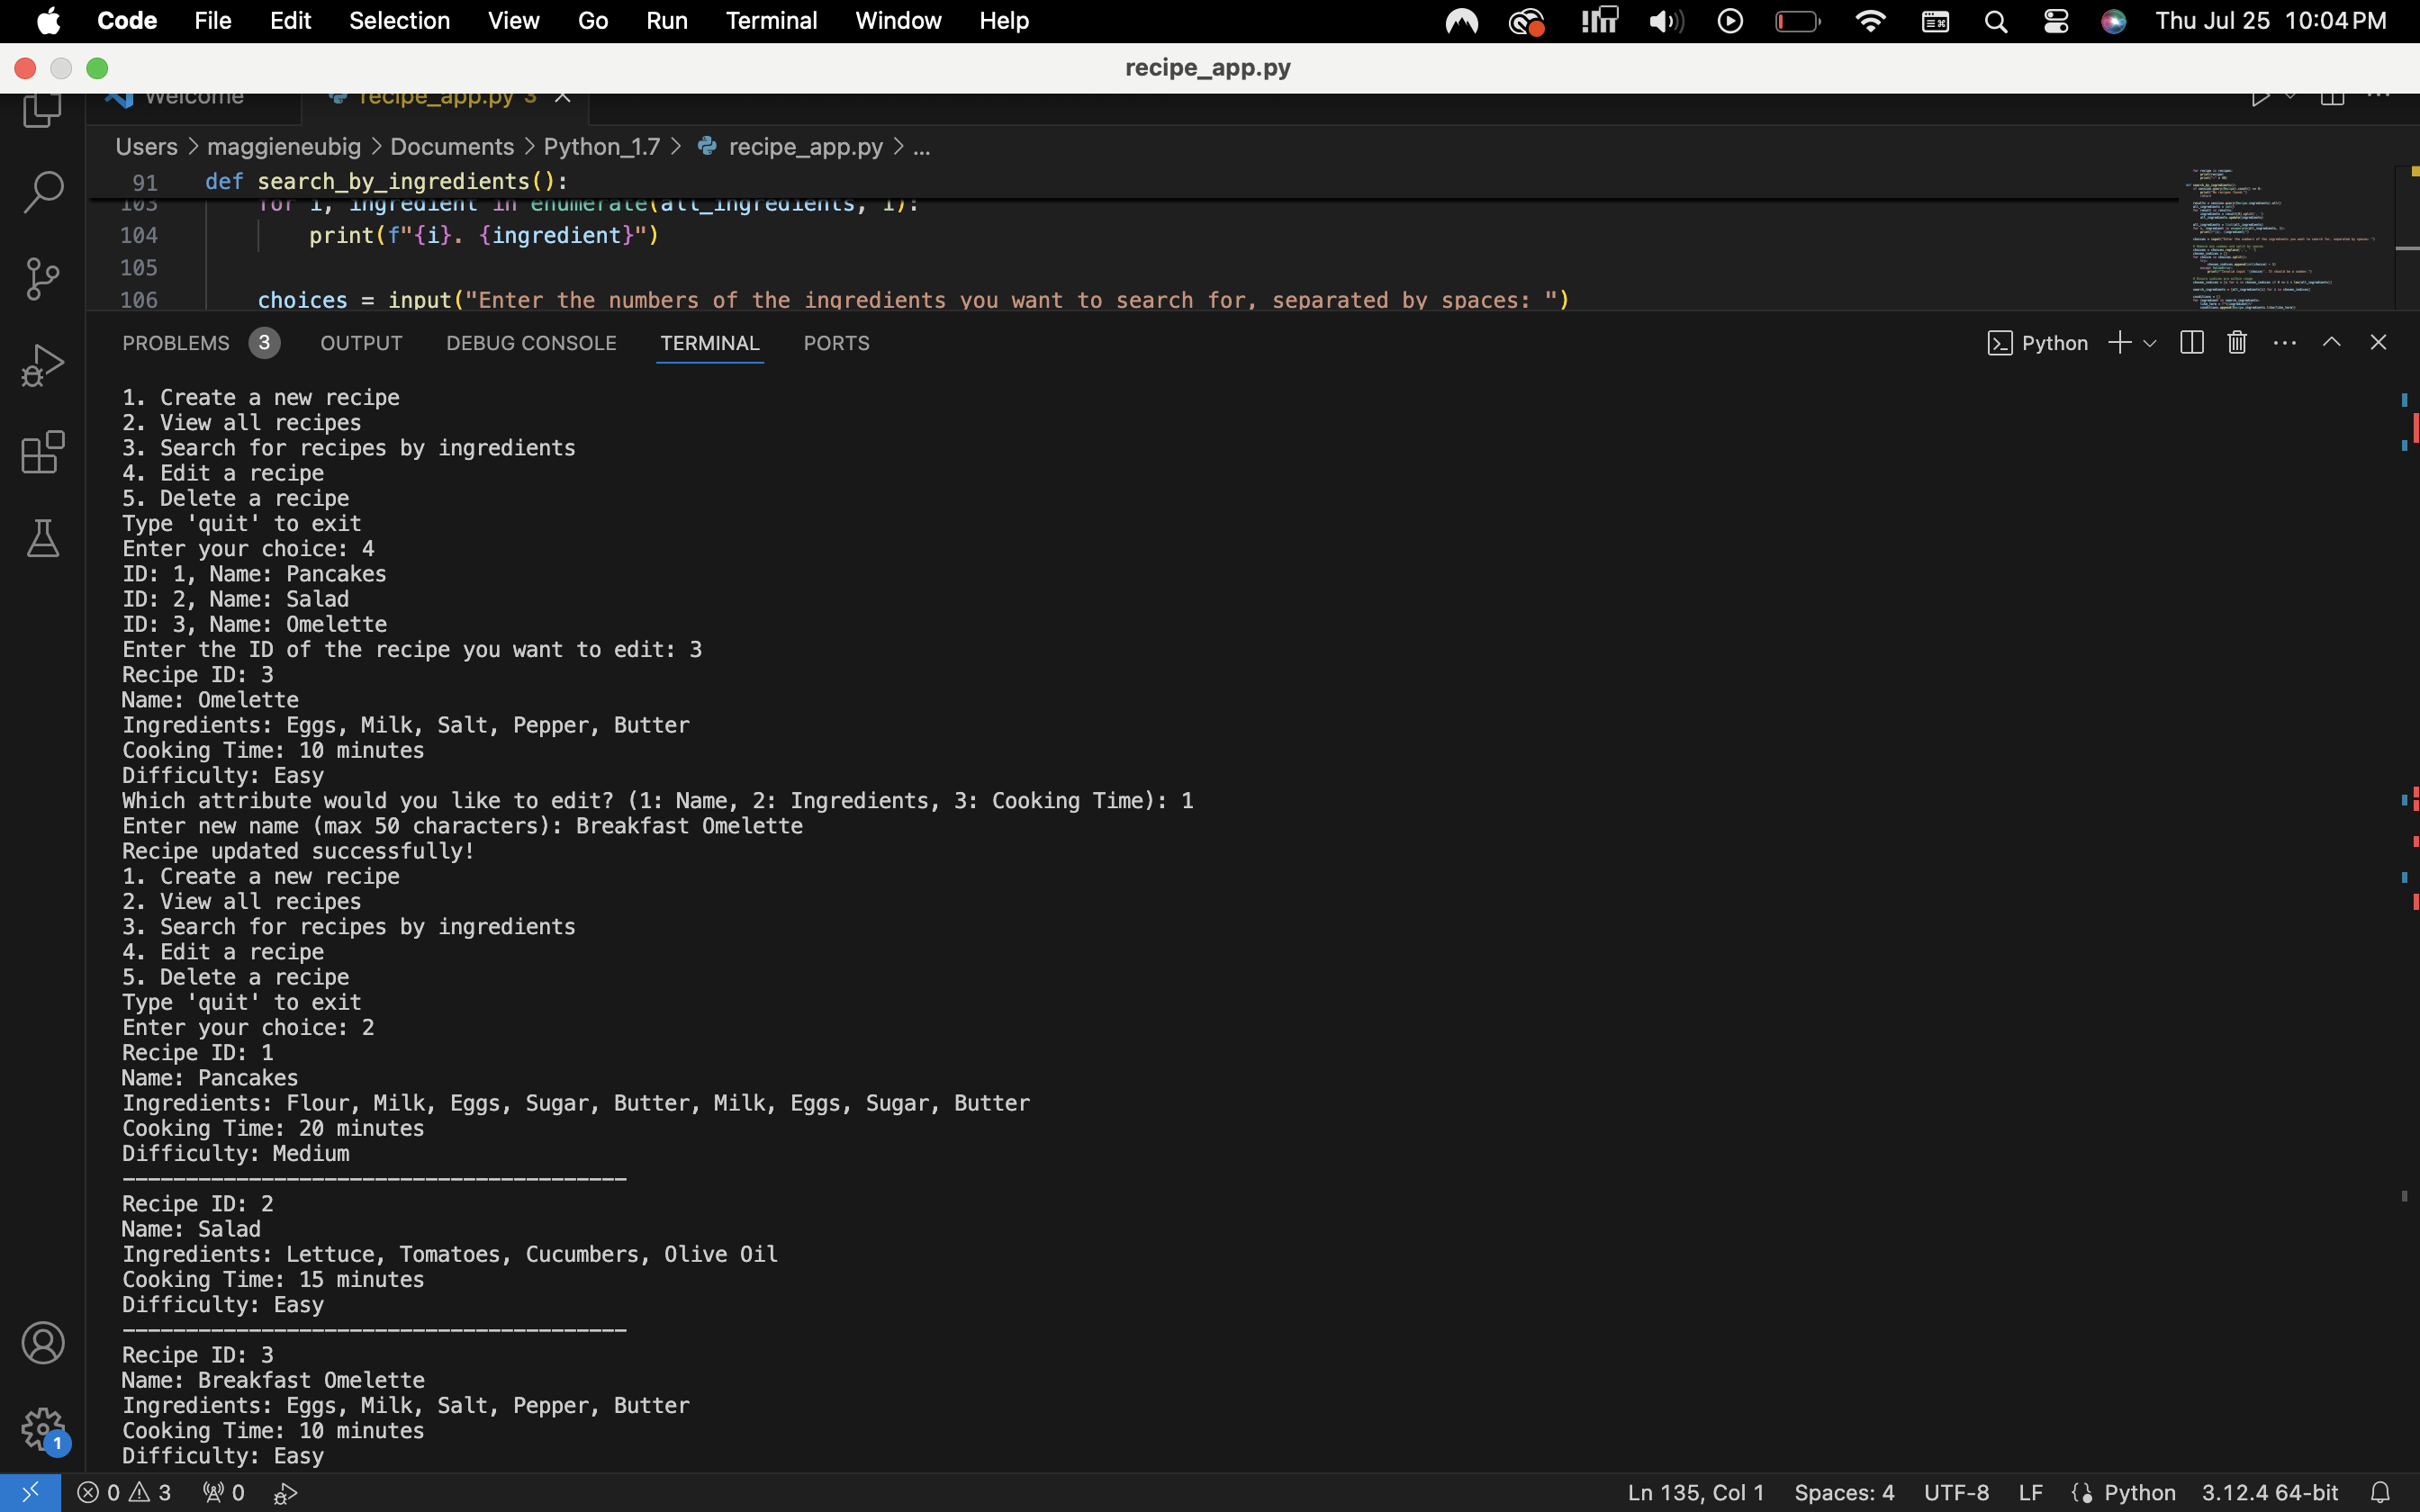 Code File Edit Selection View Go Run Terminal Window Help Thu Jul 25 10:04 PM
recipe_app.py
Welcome recipe_app.py 3
Users > maggieneubig > Documents > Python_1.7 > recipe_app.py > ...
91 def search_by_ingredients():
103 for i, ingredient in enumerate(all_ingredients, 1):
104 print(f"{i}. {ingredient}")
105
106 choices = input("Enter the numbers of the ingredients you want to search for, separated by spaces: ")
PROBLEMS 3 OUTPUT DEBUG CONSOLE TERMINAL PORTS Python
1. Create a new recipe
2. View all recipes
3. Search for recipes by ingredients
4. Edit a recipe
5. Delete a recipe
Type 'quit' to exit
Enter your choice: 4
ID: 1, Name: Pancakes
ID: 2, Name: Salad
ID: 3, Name: Omelette
Enter the ID of the recipe you want to edit: 3
Recipe ID: 3
Name: Omelette
Ingredients: Eggs, Milk, Salt, Pepper, Butter
Cooking Time: 10 minutes
Difficulty: Easy
Which attribute would you like to edit? (1: Name, 2: Ingredients, 3: Cooking Time): 1
Enter new name (max 50 characters): Breakfast Omelette
Recipe updated successfully!
1. Create a new recipe
2. View all recipes
3. Search for recipes by ingredients
4. Edit a recipe
5. Delete a recipe
Type 'quit' to exit
Enter your choice: 2
Recipe ID: 1
Name: Pancakes
Ingredients: Flour, Milk, Eggs, Sugar, Butter, Milk, Eggs, Sugar, Butter
Cooking Time: 20 minutes
Difficulty: Medium
----------------------------------------
Recipe ID: 2
Name: Salad
Ingredients: Lettuce, Tomatoes, Cucumbers, Olive Oil
Cooking Time: 15 minutes
Difficulty: Easy
----------------------------------------
Recipe ID: 3
Name: Breakfast Omelette
Ingredients: Eggs, Milk, Salt, Pepper, Butter
Cooking Time: 10 minutes
Difficulty: Easy
1
0 3 0 Ln 135, Col 1 Spaces: 4 UTF-8 LF Python 3.12.4 64-bit